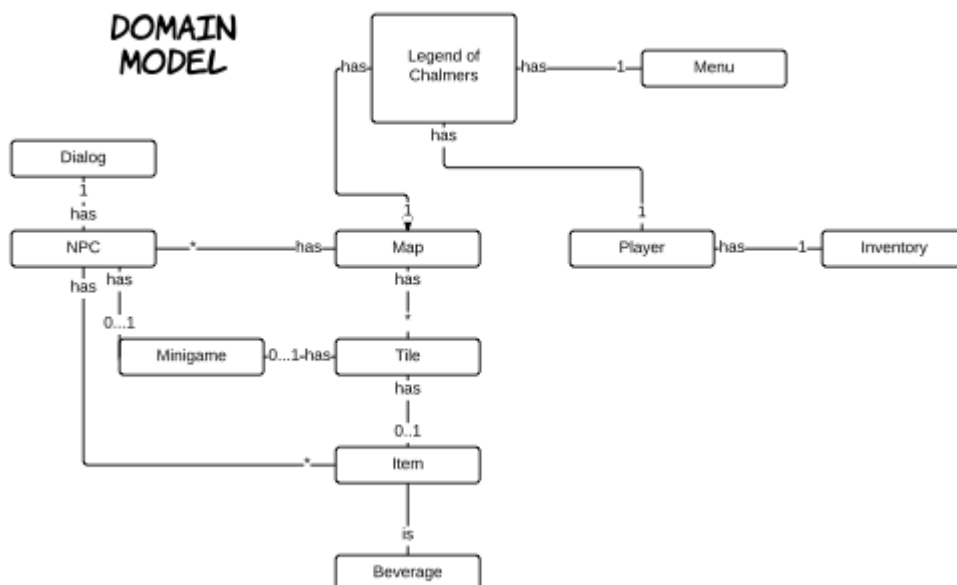 DOMAIN
MODEL
Legend of
Chalmers
has
has
1
Menu
has
Dialog
1
has
1
1
NPC
*
has
Map
Player
has
1
Inventory
has
has
has
0...1
*
Minigame
0...1
has
Tile
has
0..1
*
Item
is
Beverage